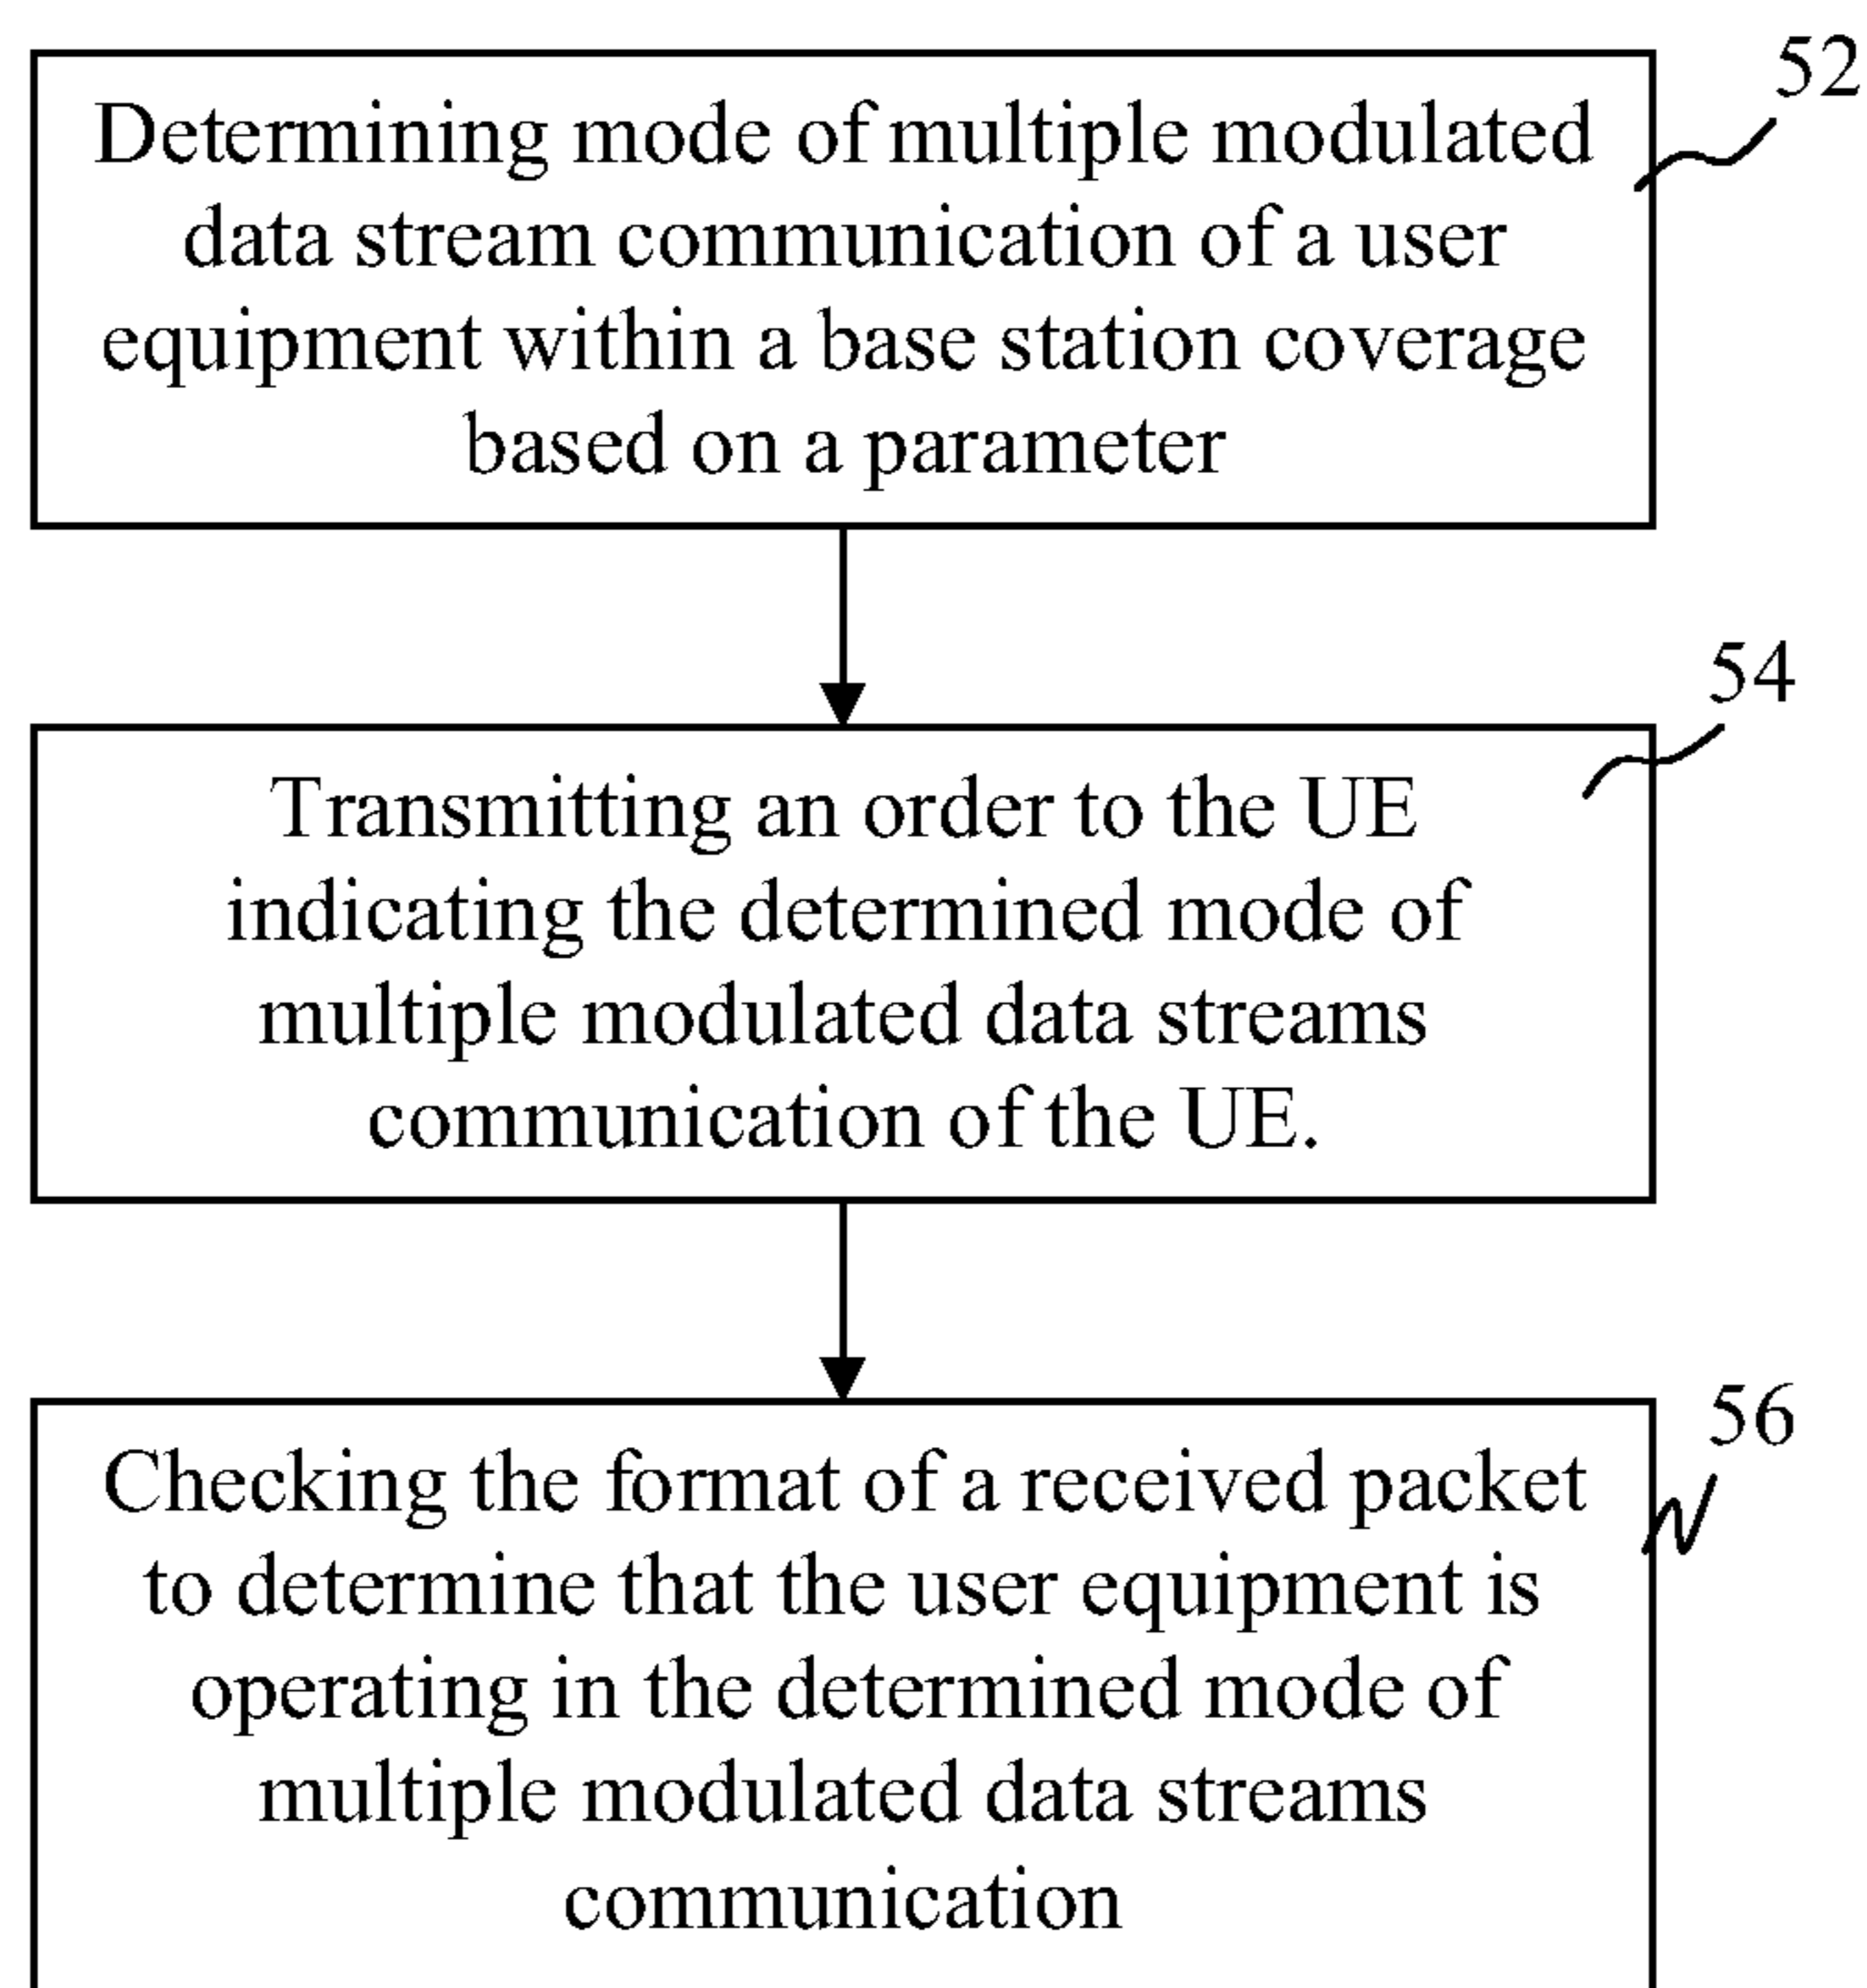 52
Determining mode of multiple modulated
data stream communication of a user
equipment within a base station coverage
based on a parameter
54
Transmitting an order to the UE
indicating the determined mode of
multiple modulated data streams
communication of the UE.
56
Checking the format of a received packet
to determine that the user equipment is
operating in the determined mode of
multiple modulated data streams
communication